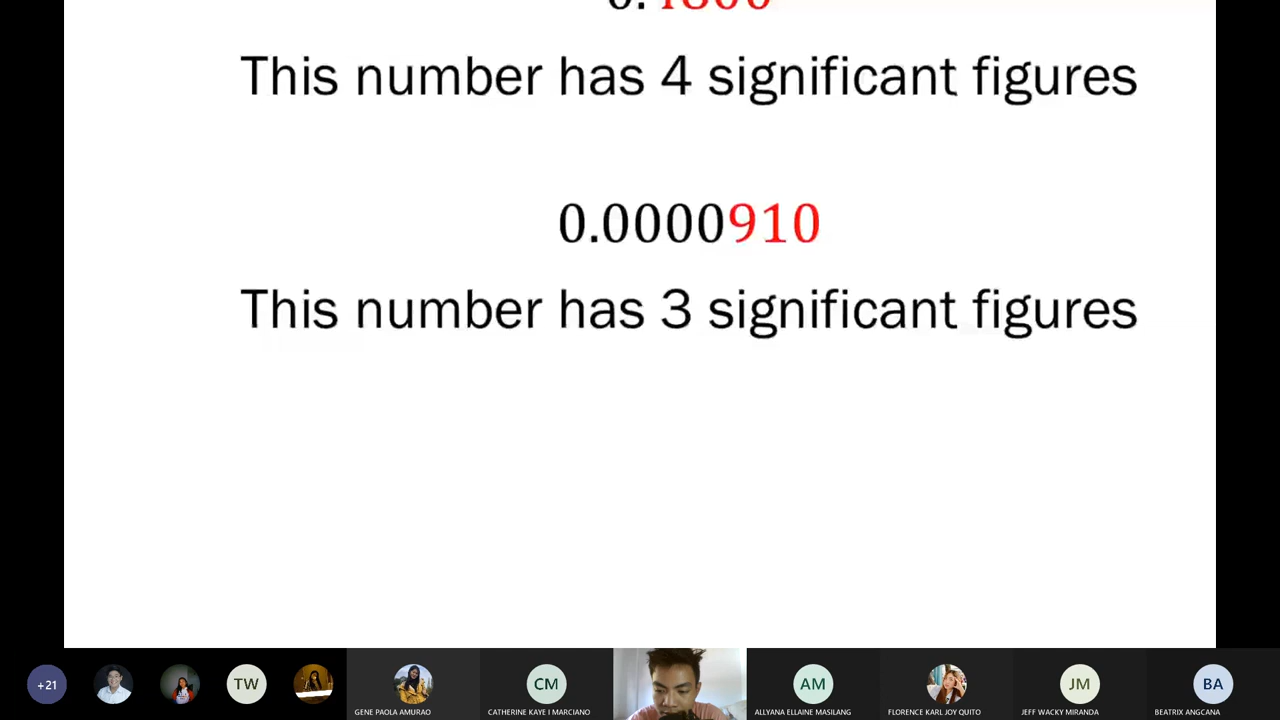 This number has 4 significant figures
0.0000910
This number has 3 significant figures
+21
TW
GENE PAOLA AMURAO
CM
CATHERINE KAYE I MARCIANO
AM
ALLYANA ELLAINE MASILANG
FLORENCE KARL JOY QUITO
JM
JEFF WACKY MIRANDA
BA
BEATRIX ANGCANA